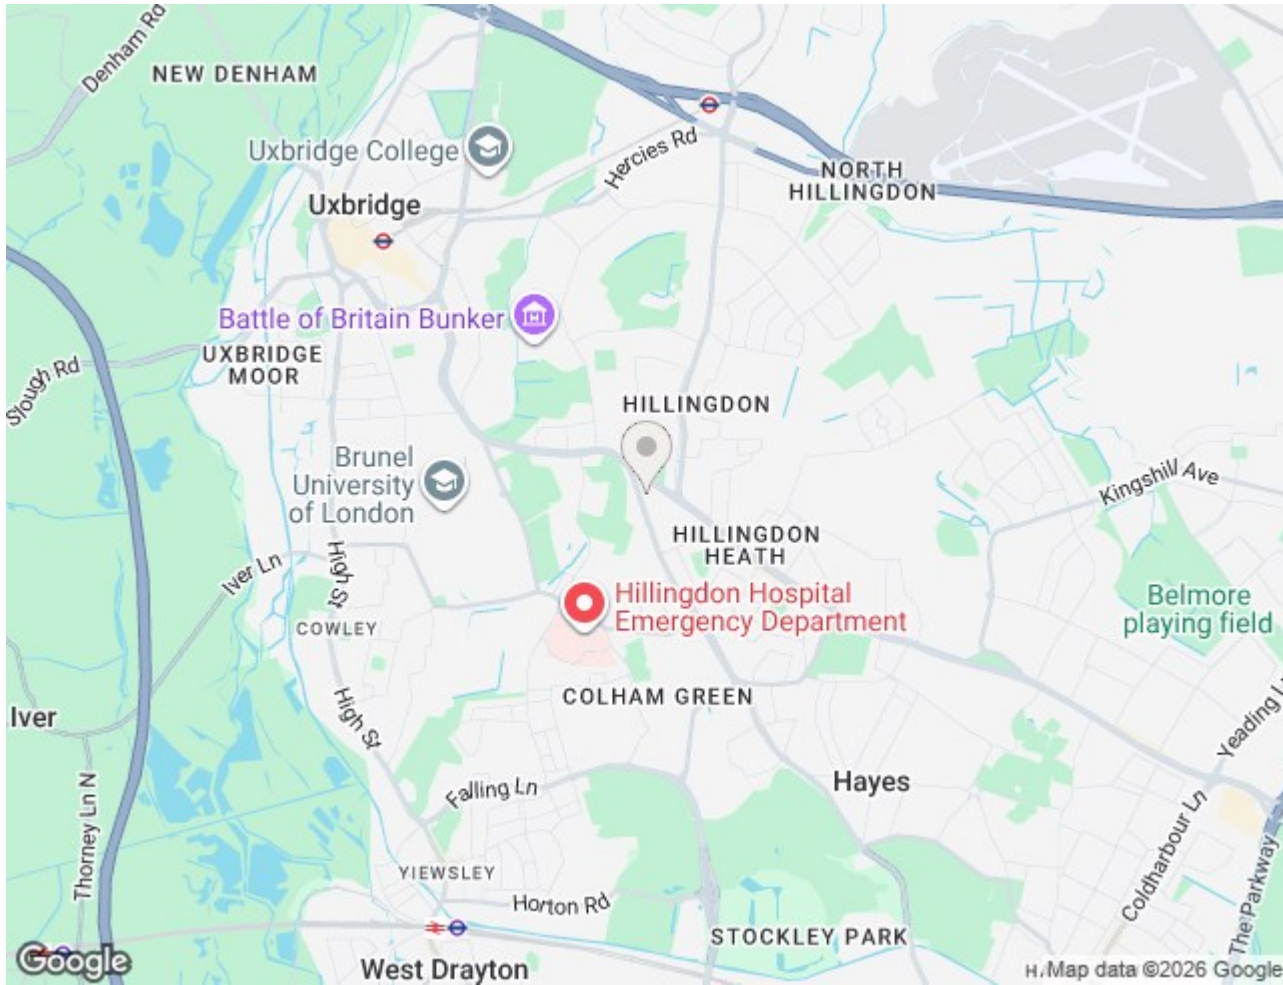 Denham Rd
NEW DENHAM
Uxbridge College
Hercies Rd
NORTH
HILLINGDON
Uxbridge
Battle of Britain Bunker
UXBRIDGE
MOOR
Slough Rd
HILLINGDON
Brunel
University
of London
Kingshill Ave
HILLINGDON
HEATH
Iver Ln
High St
Hillingdon Hospital
Emergency Department
Belmore
playing field
COWLEY
COLHAM GREEN
High St
Iver
Yeading L
Falling Ln
Hayes
Thorney Ln N
Coldharbour Ln
The Parkway
YIEWSLEY
Horton Rd
STOCKLEY PARK
West Drayton
Google
Map data ©2026 Google